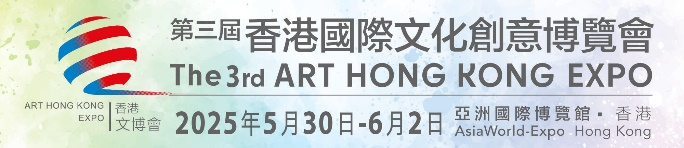 第三屆香港國際文化創意博覽會
The 3rd ART HONG KONG EXPO
ART HONG KONG
EXPO
香港
文博會
2025年5月30日-6月2日
亞洲國際博覽館·香港
AsiaWorld-Expo Hong Kong